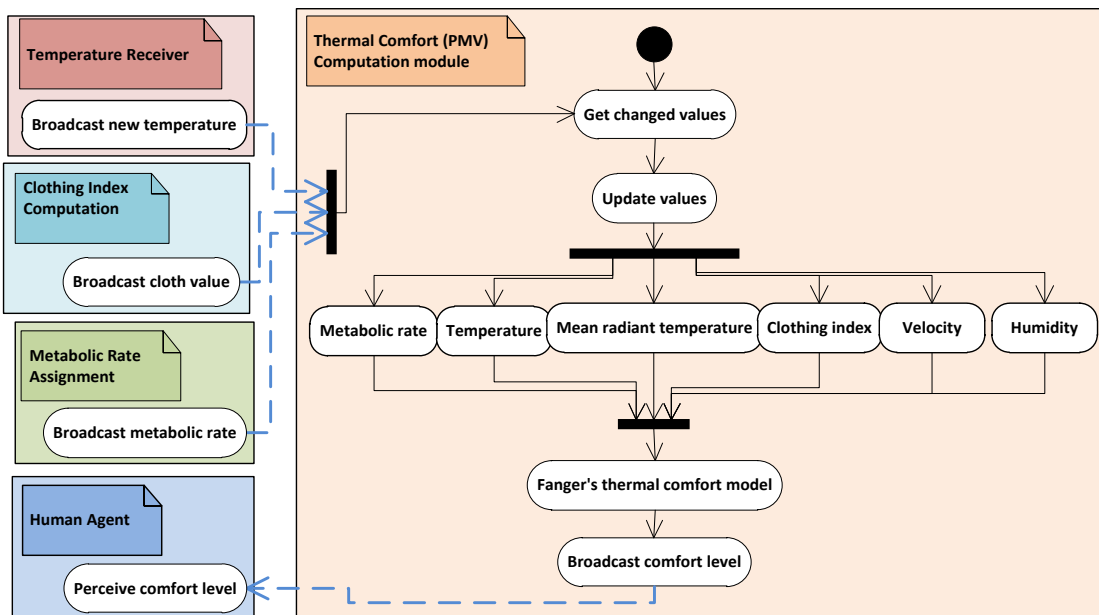 Temperature Receiver
Broadcast new temperature
Clothing Index
Computation
Broadcast cloth value
Metabolic Rate
Assignment
Broadcast metabolic rate
Human Agent
Perceive comfort level
Thermal Comfort (PMV)
Computation module
Get changed values
Update values
Metabolic rate
Temperature
Mean radiant temperature
Clothing index
Velocity
Humidity
Fanger's thermal comfort model
Broadcast comfort level